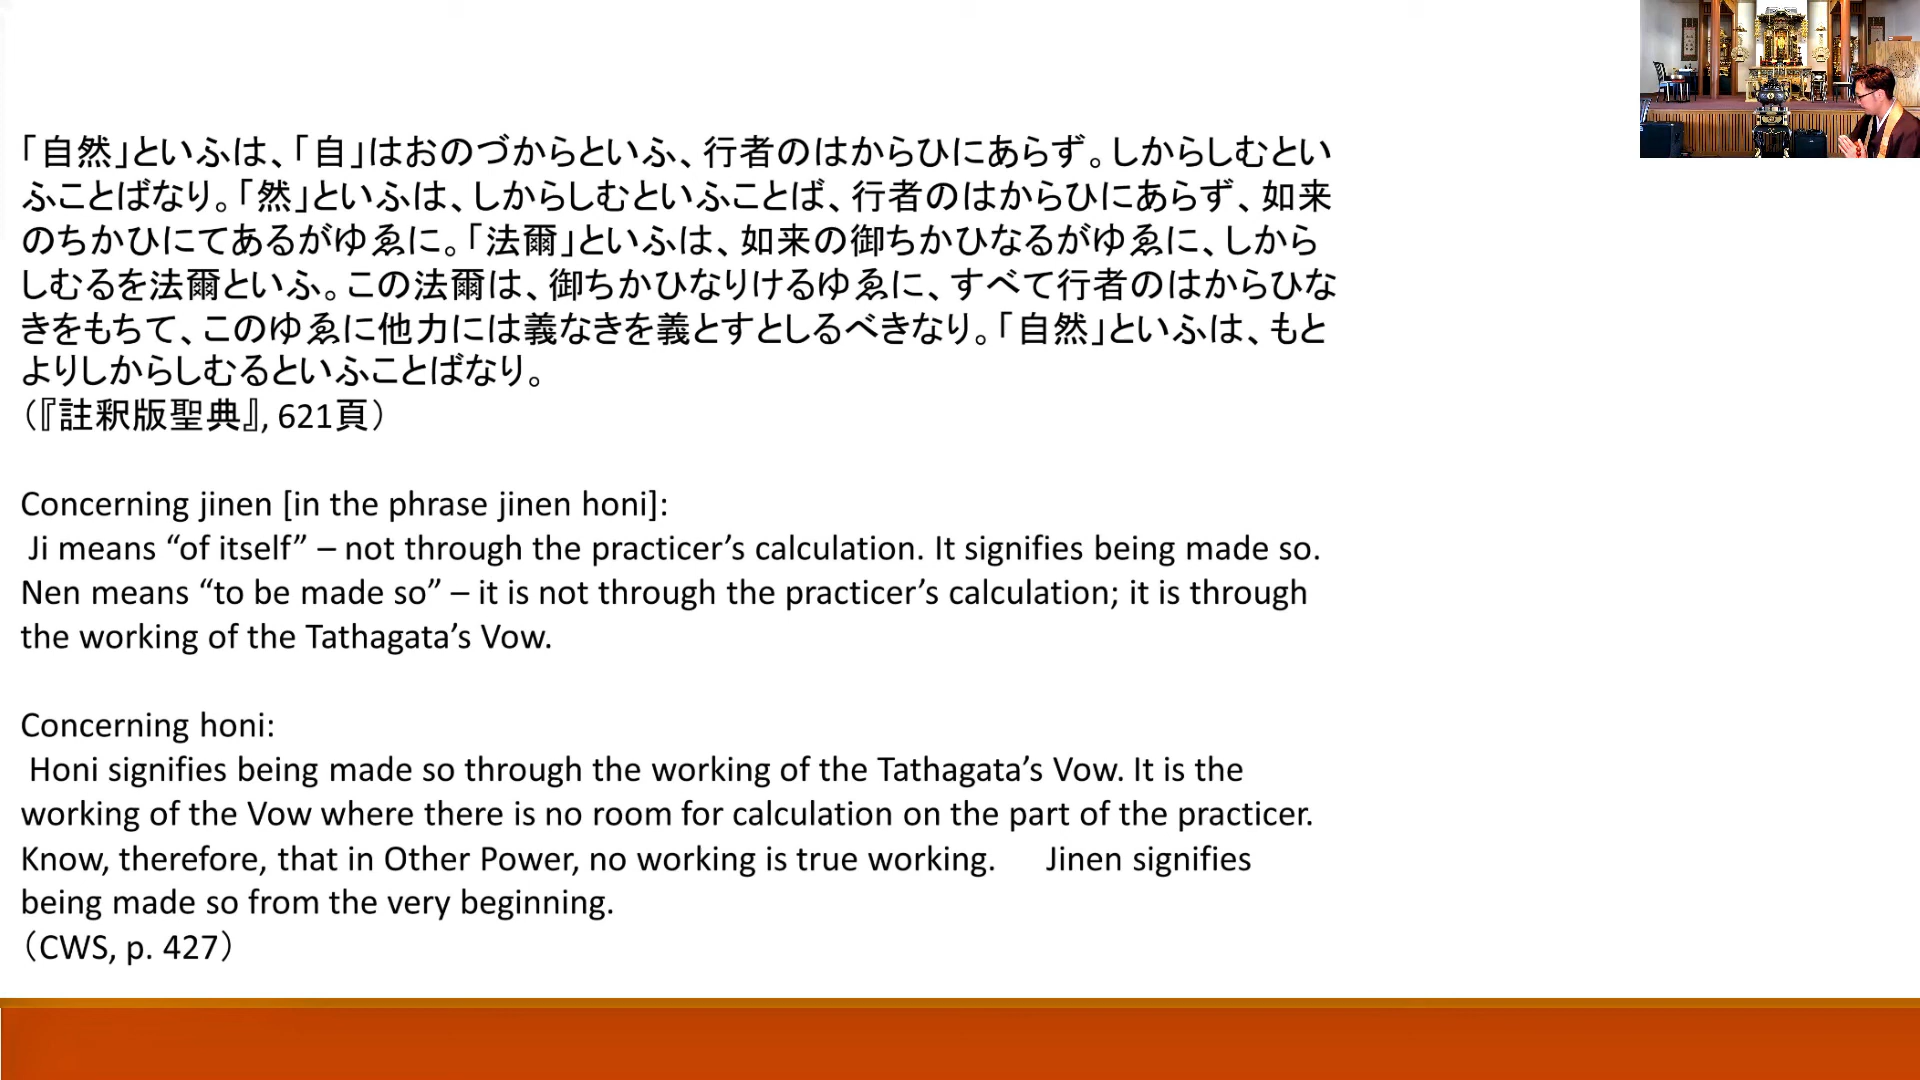 「自然」といふは、「自」はおのづからといふ、行者のはからひにあらず。しからしむとい
ふことばなり。「然」といふは、しからしむといふことば、行者のはからひにあらず、如来
のちかひにてあるがゆゑに。「法爾」といふは、如来の御ちかひなるがゆゑに、しから
しむるを法爾といふ。この法爾は、御ちかひなりけるゆゑに、すべて行者のはからひな
きをもちて、このゆゑに他力には義なきを義とすとしるべきなり。「自然」といふは、もと
よりしからしむるといふことばなり。
（『註釈版聖典』, 621頁）
Concerning jinen [in the phrase jinen honi]:
Ji means “of itself” – not through the practicer’s calculation. It signifies being made so.
Nen means “to be made so” – it is not through the practicer’s calculation; it is through
the working of the Tathagata’s Vow.
Concerning honi:
Honi signifies being made so through the working of the Tathagata’s Vow. It is the
working of the Vow where there is no room for calculation on the part of the practicer.
Know, therefore, that in Other Power, no working is true working. Jinen signifies
being made so from the very beginning.
（CWS, p. 427）